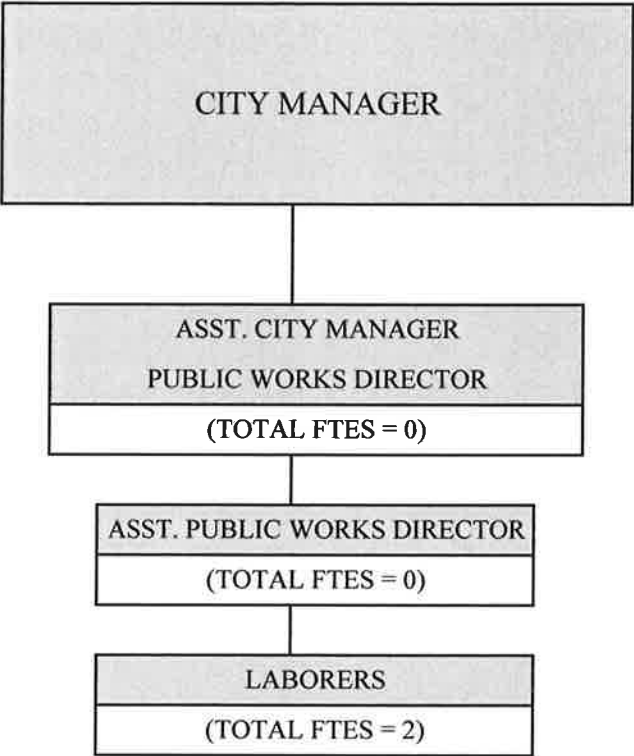 CITY MANAGER
ASST. CITY MANAGER
PUBLIC WORKS DIRECTOR
(TOTAL FTES = 0)
ASST. PUBLIC WORKS DIRECTOR
(TOTAL FTES = 0)
LABORERS
(TOTAL FTES = 2)